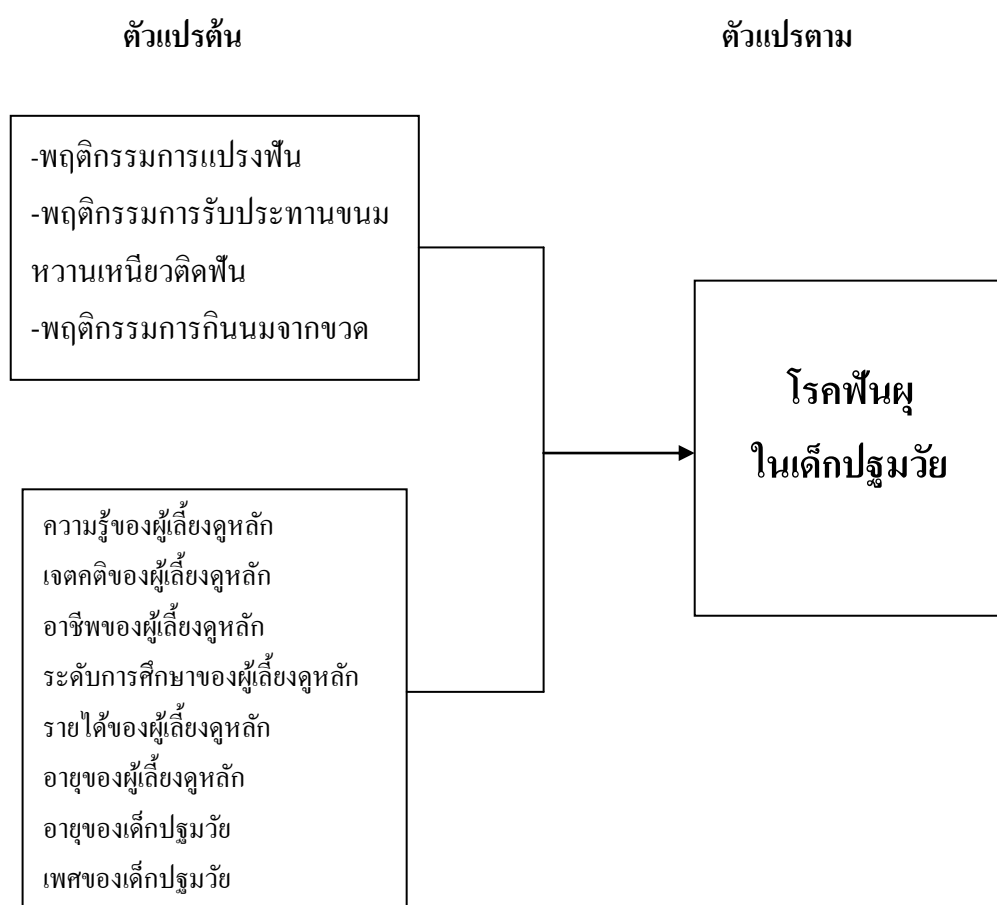 ตัวแปรต้น
ตัวแปรตาม
-พฤติกรรมการแปรงฟัน
-พฤติกรรมการรับประทานขนม
หวานเหนียวติดฟัน
-พฤติกรรมการกินนมจากขวด
ความรู้ของผู้เลี้ยงดูหลัก
เจตคติของผู้เลี้ยงดูหลัก
อาชีพของผู้เลี้ยงดูหลัก
ระดับการศึกษาของผู้เลี้ยงดูหลัก
รายได้ของผู้เลี้ยงดูหลัก
อายุของผู้เลี้ยงดูหลัก
อายุของเด็กปฐมวัย
เพศของเด็กปฐมวัย
โรคฟันผุ
ในเด็กปฐมวัย